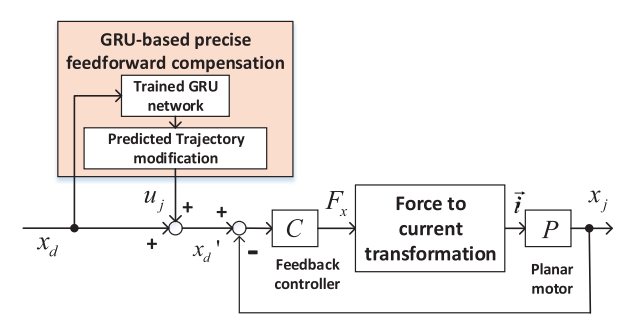 GRU-based precise
feedforward compensation
Trained GRU
network
Predicted Trajectory
modification
u_j
+
+
x_d
+
x_d'
+
-
C
Feedback
controller
F_x
Force to
current
transformation
\vec{i}
P
Planar
motor
x_j